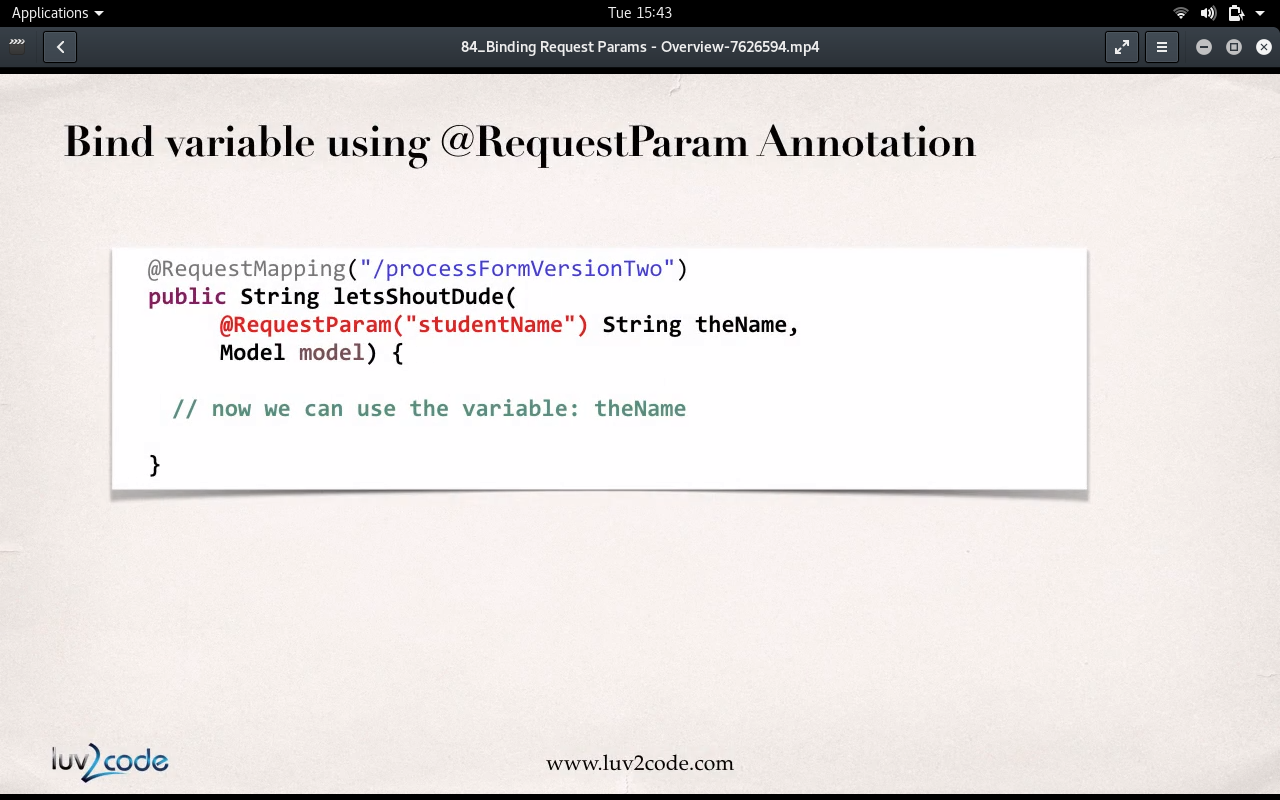 Applications
Tue 15:43
84_Binding Request Params - Overview-7626594.mp4
Bind variable using @RequestParam Annotation
@RequestMapping("/processFormVersionTwo")
public String letsShoutDude(
@RequestParam("studentName") String theName,
Model model) {
// now we can use the variable: theName
}
luv2code
www.luv2code.com